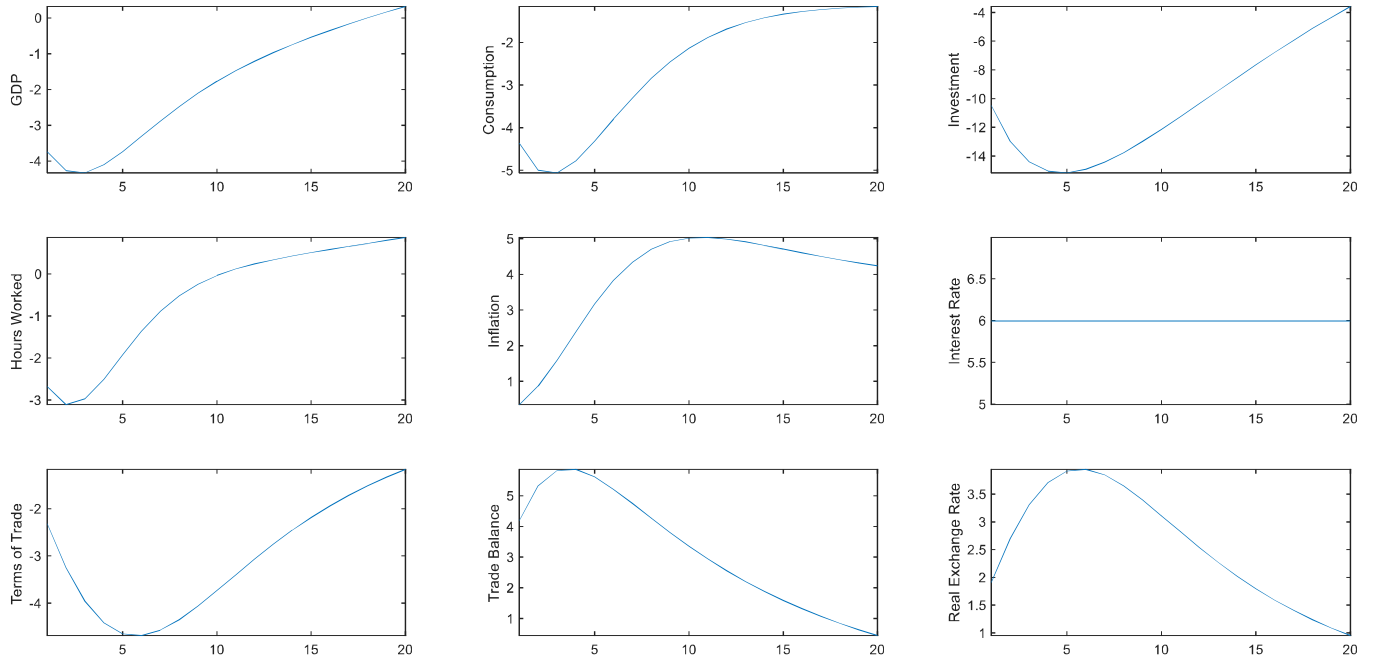 GDP
0
-1
-2
-3
-4
5 10 15 20
Consumption
-2
-3
-4
-5
5 10 15 20
Investment
-4
-6
-8
-10
-12
-14
5 10 15 20
Hours Worked
0
-1
-2
-3
5 10 15 20
Inflation
5
4
3
2
1
5 10 15 20
Interest Rate
6.5
6
5.5
5
5 10 15 20
Terms of Trade
-2
-3
-4
5 10 15 20
Trade Balance
5
4
3
2
1
5 10 15 20
Real Exchange Rate
3.5
3
2.5
2
1.5
1
5 10 15 20